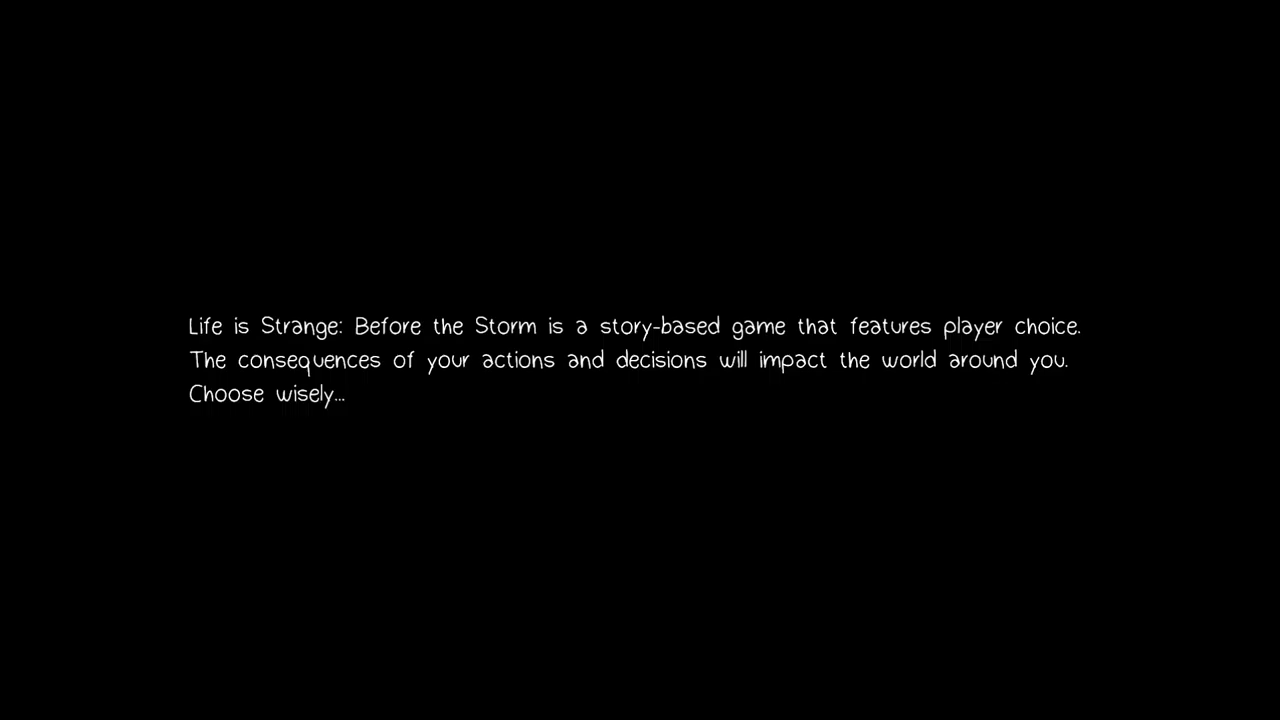 Life is Strange: Before the Storm is a story-based game that features player choice.
The consequences of your actions and decisions will impact the world around you.
Choose wisely...